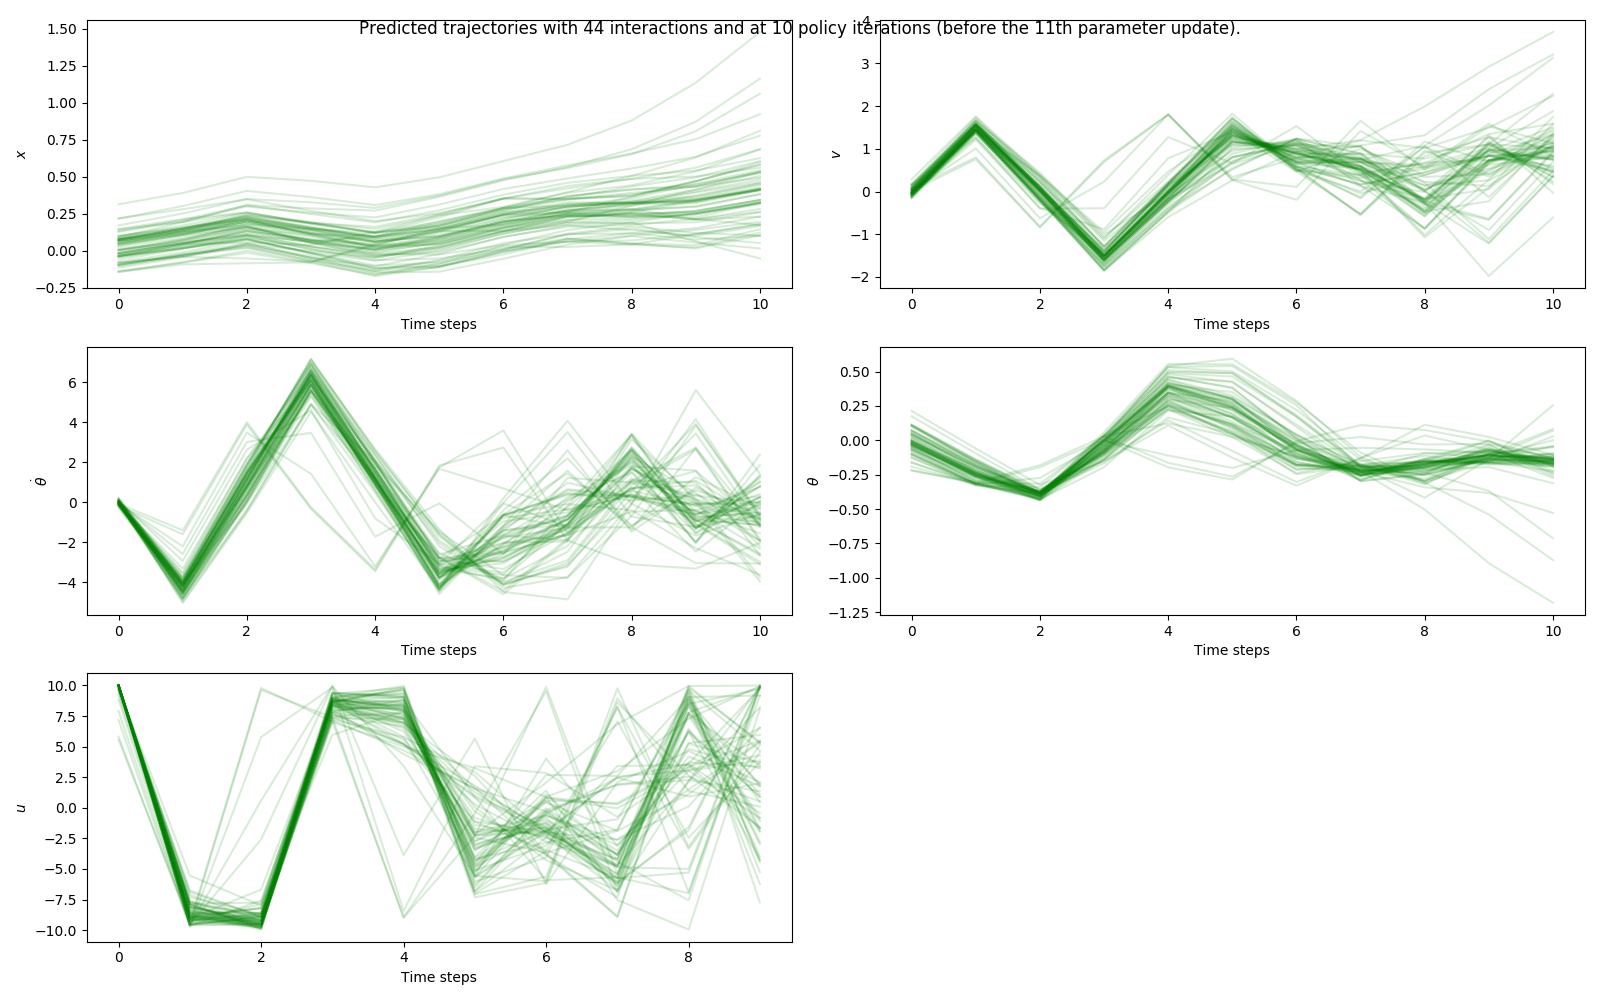 Predicted trajectories with 44 interactions and at 10 policy iterations (before the 11th parameter update).
1.50
1.25
1.00
0.75
0.50
0.25
0.00
−0.25
x
0 2 4 6 8 10
Time steps
4
3
2
1
0
−1
−2
v
0 2 4 6 8 10
Time steps
6
4
2
0
−2
−4
θ̇
0 2 4 6 8 10
Time steps
0.50
0.25
0.00
−0.25
−0.50
−0.75
−1.00
−1.25
θ
0 2 4 6 8 10
Time steps
10.0
7.5
5.0
2.5
0.0
−2.5
−5.0
−7.5
−10.0
u
0 2 4 6 8
Time steps